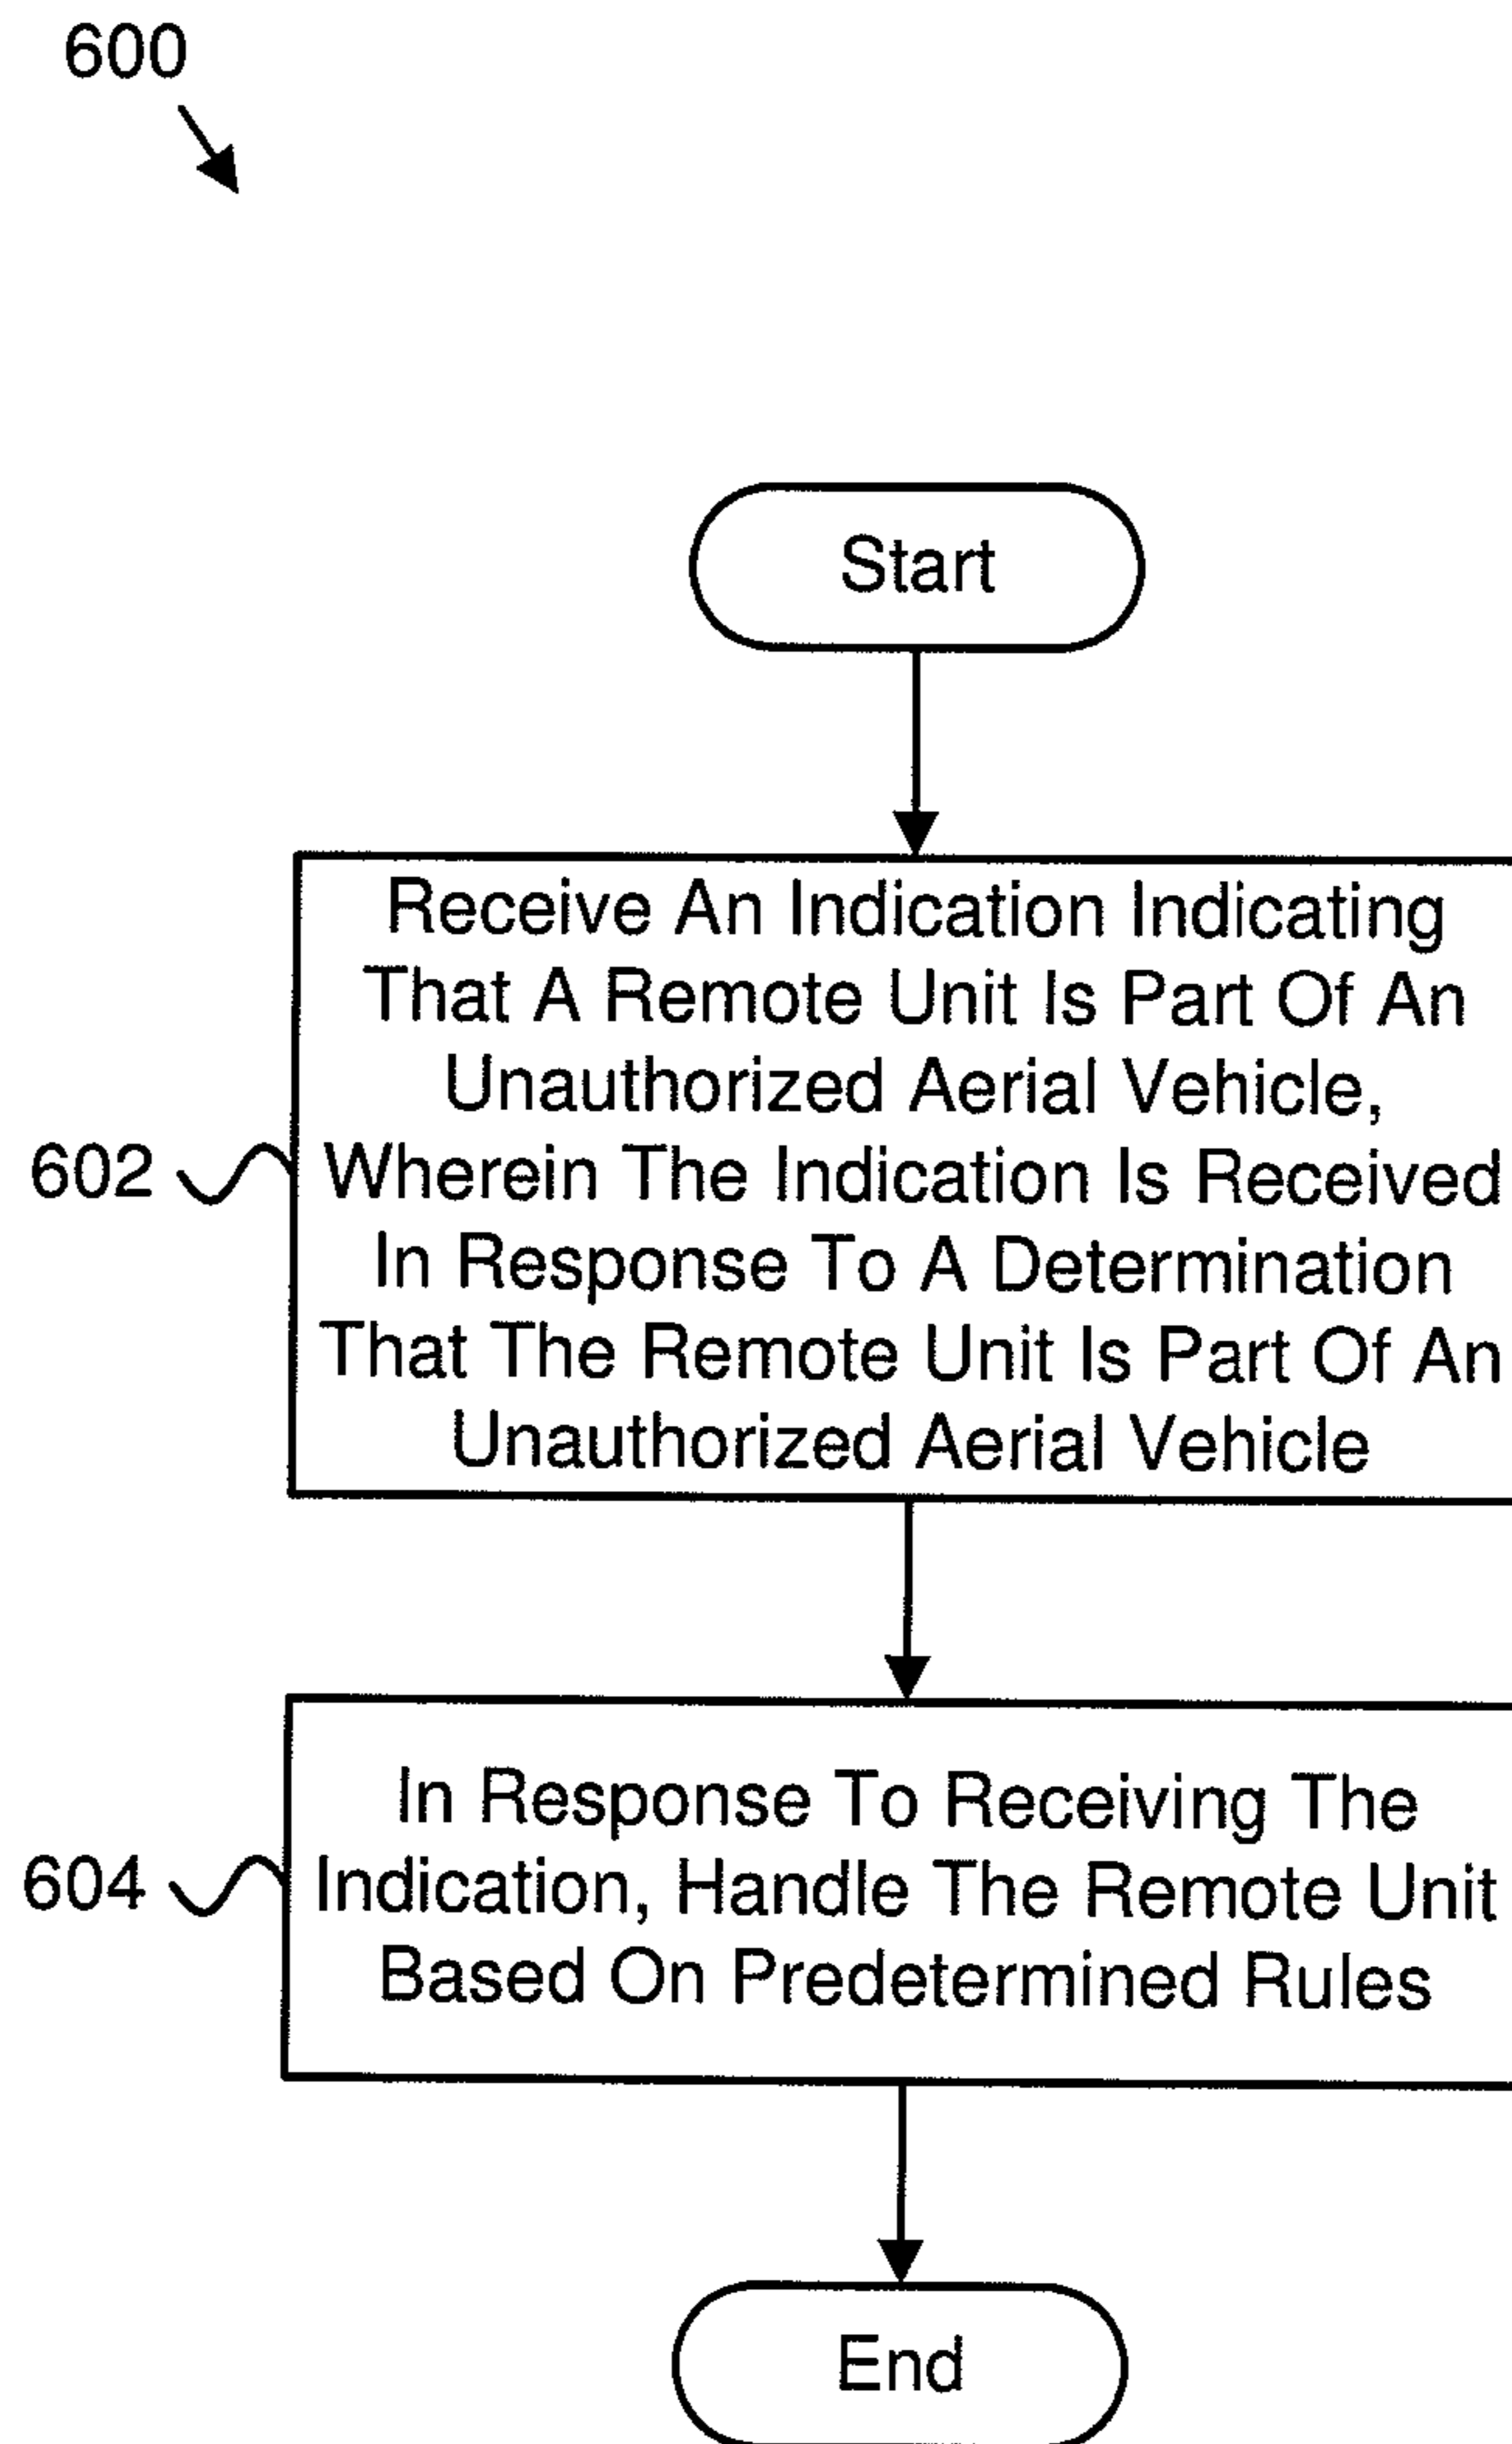 600
Start
Receive An Indication Indicating
That A Remote Unit Is Part Of An
Unauthorized Aerial Vehicle,
602
Wherein The Indication Is Received
In Response To A Determination
That The Remote Unit Is Part Of An
Unauthorized Aerial Vehicle
In Response To Receiving The
604
Indication, Handle The Remote Unit
Based On Predetermined Rules
End